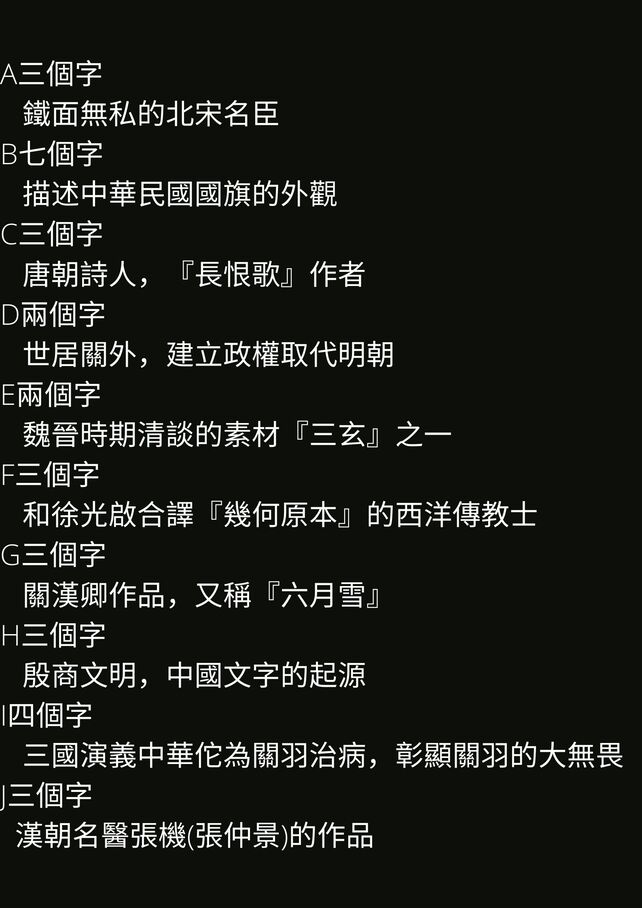 A三個字
鐵面無私的北宋名臣
B七個字
描述中華民國國旗的外觀
C三個字
唐朝詩人，『長恨歌』作者
D兩個字
世居關外，建立政權取代明朝
E兩個字
魏晉時期清談的素材『三玄』之一
F三個字
和徐光啟合譯『幾何原本』的西洋傳教士
G三個字
關漢卿作品，又稱『六月雪』
H三個字
殷商文明，中國文字的起源
I四個字
三國演義中華佗為關羽治病，彰顯關羽的大無畏
J三個字
漢朝名醫張機(張仲景)的作品